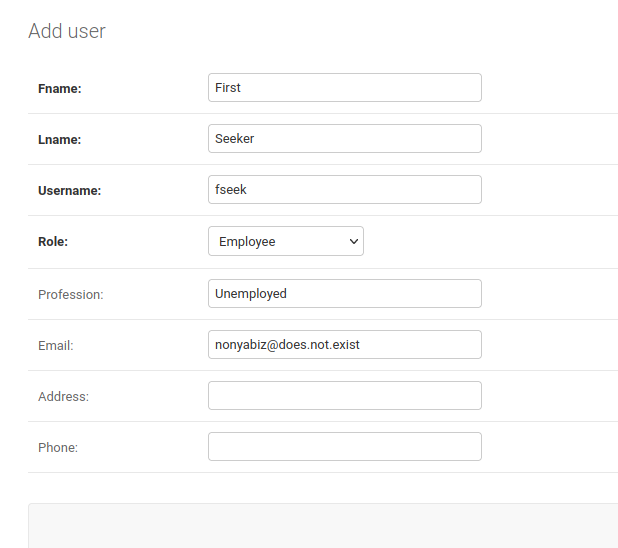 Add user
Fname: First
Lname: Seeker
Username: fseek
Role: Employee
Profession: Unemployed
Email: nonyabiz@does.not.exist
Address:
Phone: